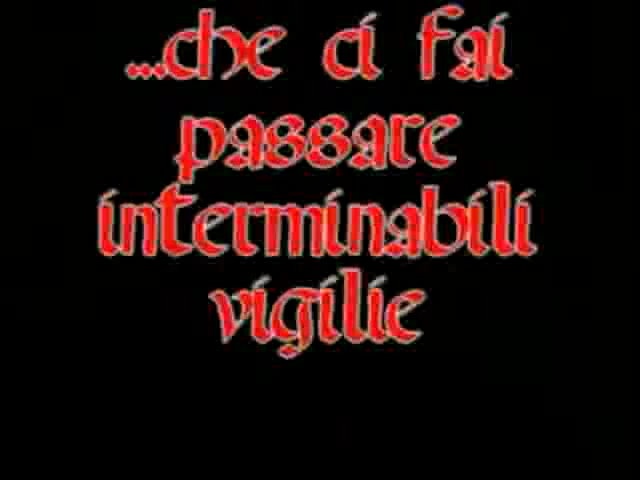 ...che ci fai
passare
interminabili
vigilie